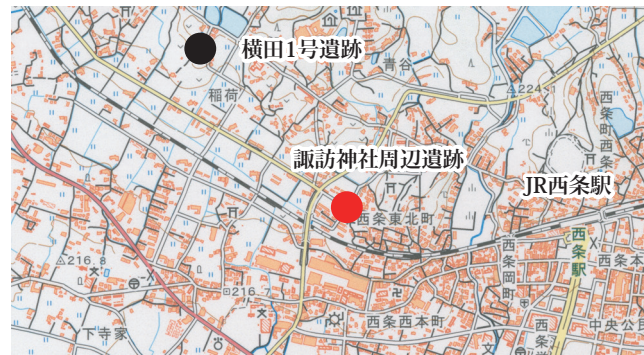 横田1号遺跡
稲荷
青谷
224
諏訪神社周辺遺跡
JR西条駅
西条町西条
西条東北町
西条岡町
西条駅
西条本
216.8
216.
下寺家
西条西本町
中央公
文